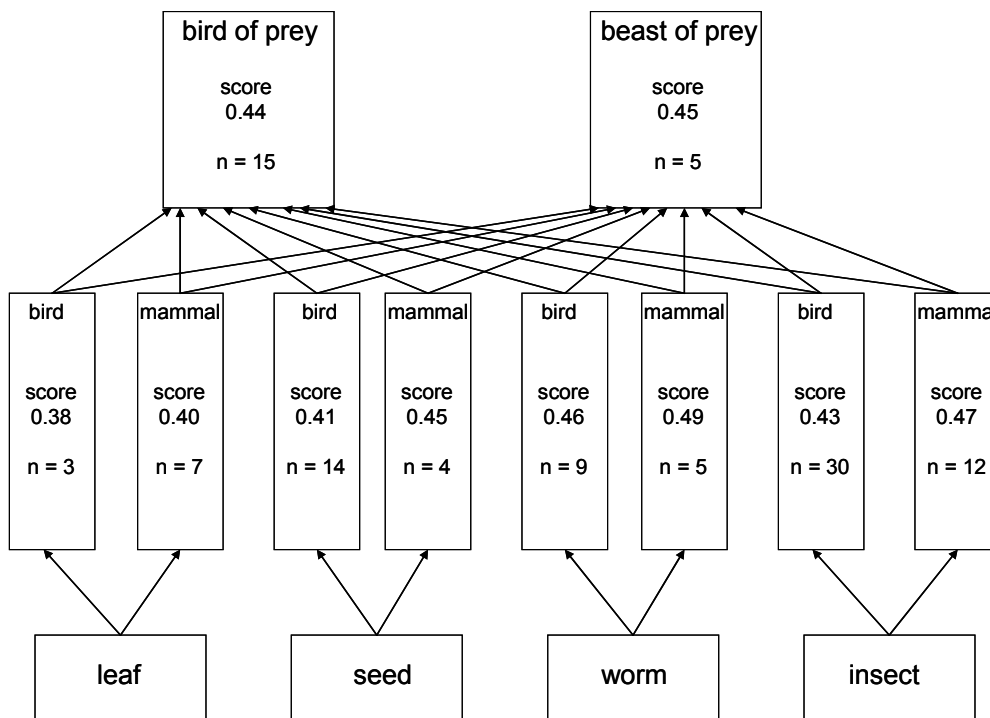 bird of prey
score
0.44
n = 15
beast of prey
score
0.45
n = 5
bird
score
0.38
n = 3
mammal
score
0.40
n = 7
bird
score
0.41
n = 14
mammal
score
0.45
n = 4
bird
score
0.46
n = 9
mammal
score
0.49
n = 5
bird
score
0.43
n = 30
mammal
score
0.47
n = 12
leaf
seed
worm
insect